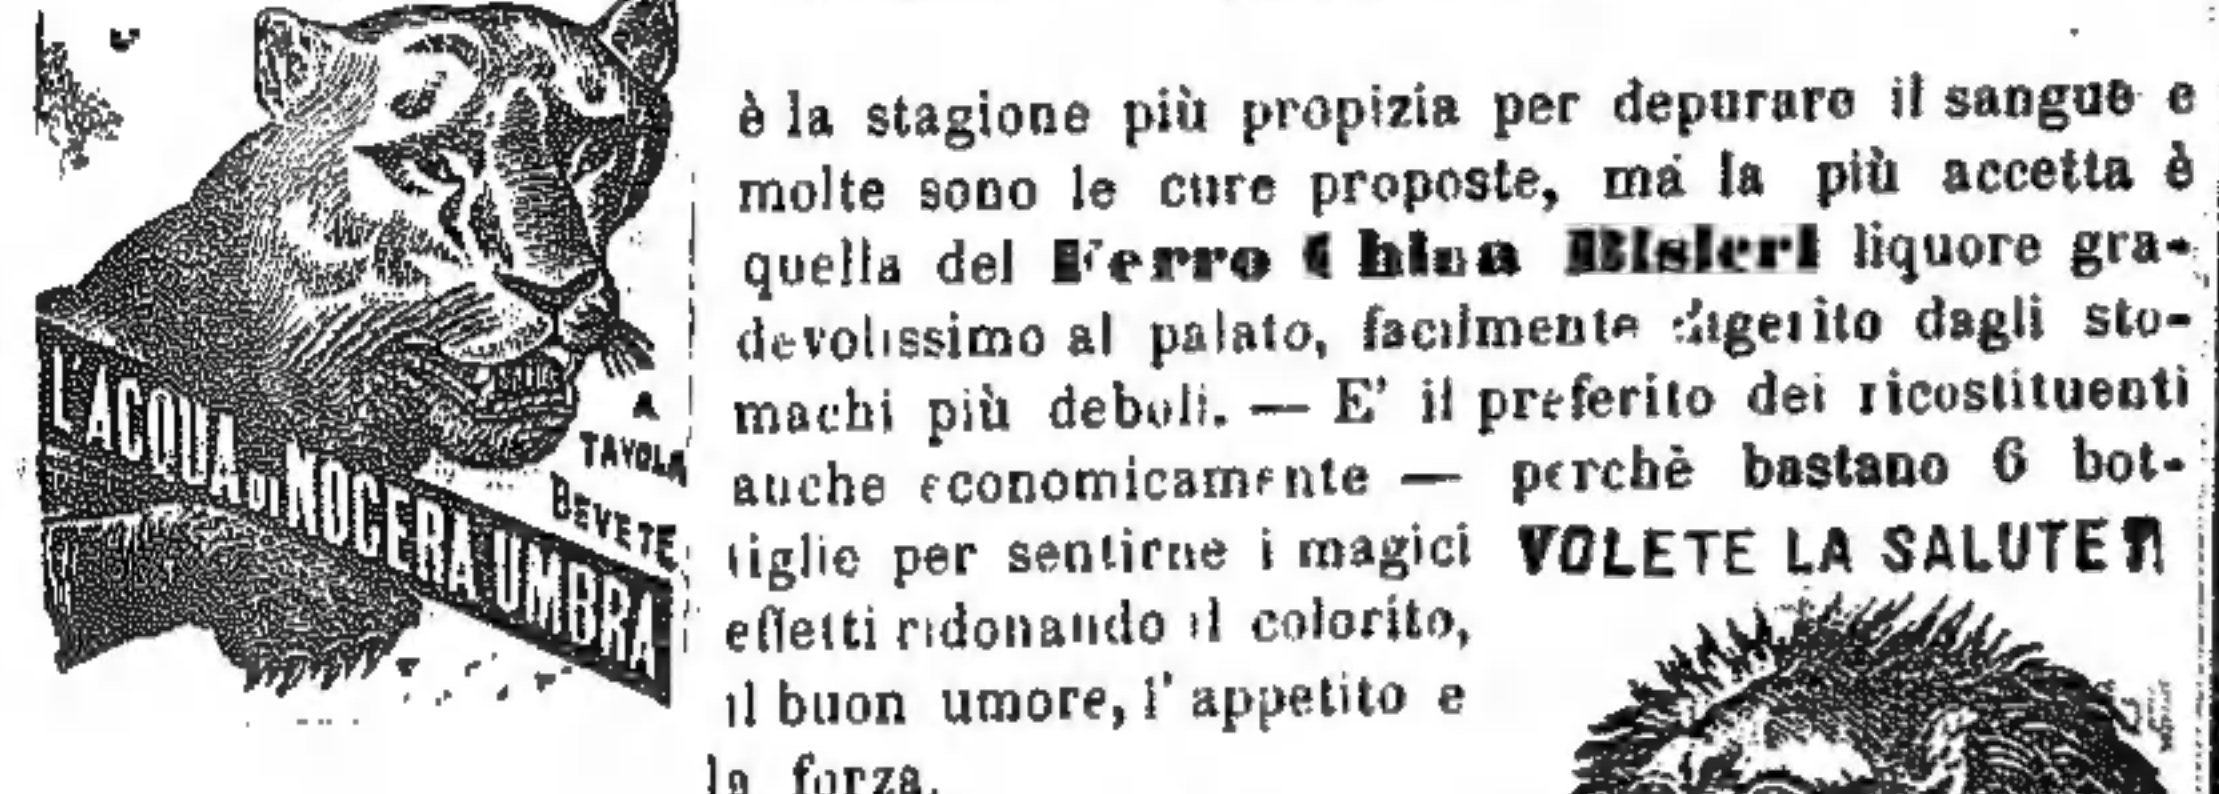 è la stagione più propizia per depurare il sangue e
molte sono le cure proposte, ma la più accetta è
quella del Ferro China Bisleri liquore gra-
devolissimo al palato, facilmente digerito dagli sto-
machi più deboli. — E' il preferito dei ricostituenti
anche economicamente — perchè bastano 6 bot-
tiglie per sentirne i magici
effetti ridonando il colorito,
il buon umore, l'appetito e
la forza.
A
TAVOLA
BEVETE
L'ACQUA DI NOCERA UMBRA
VOLETE LA SALUTE?!